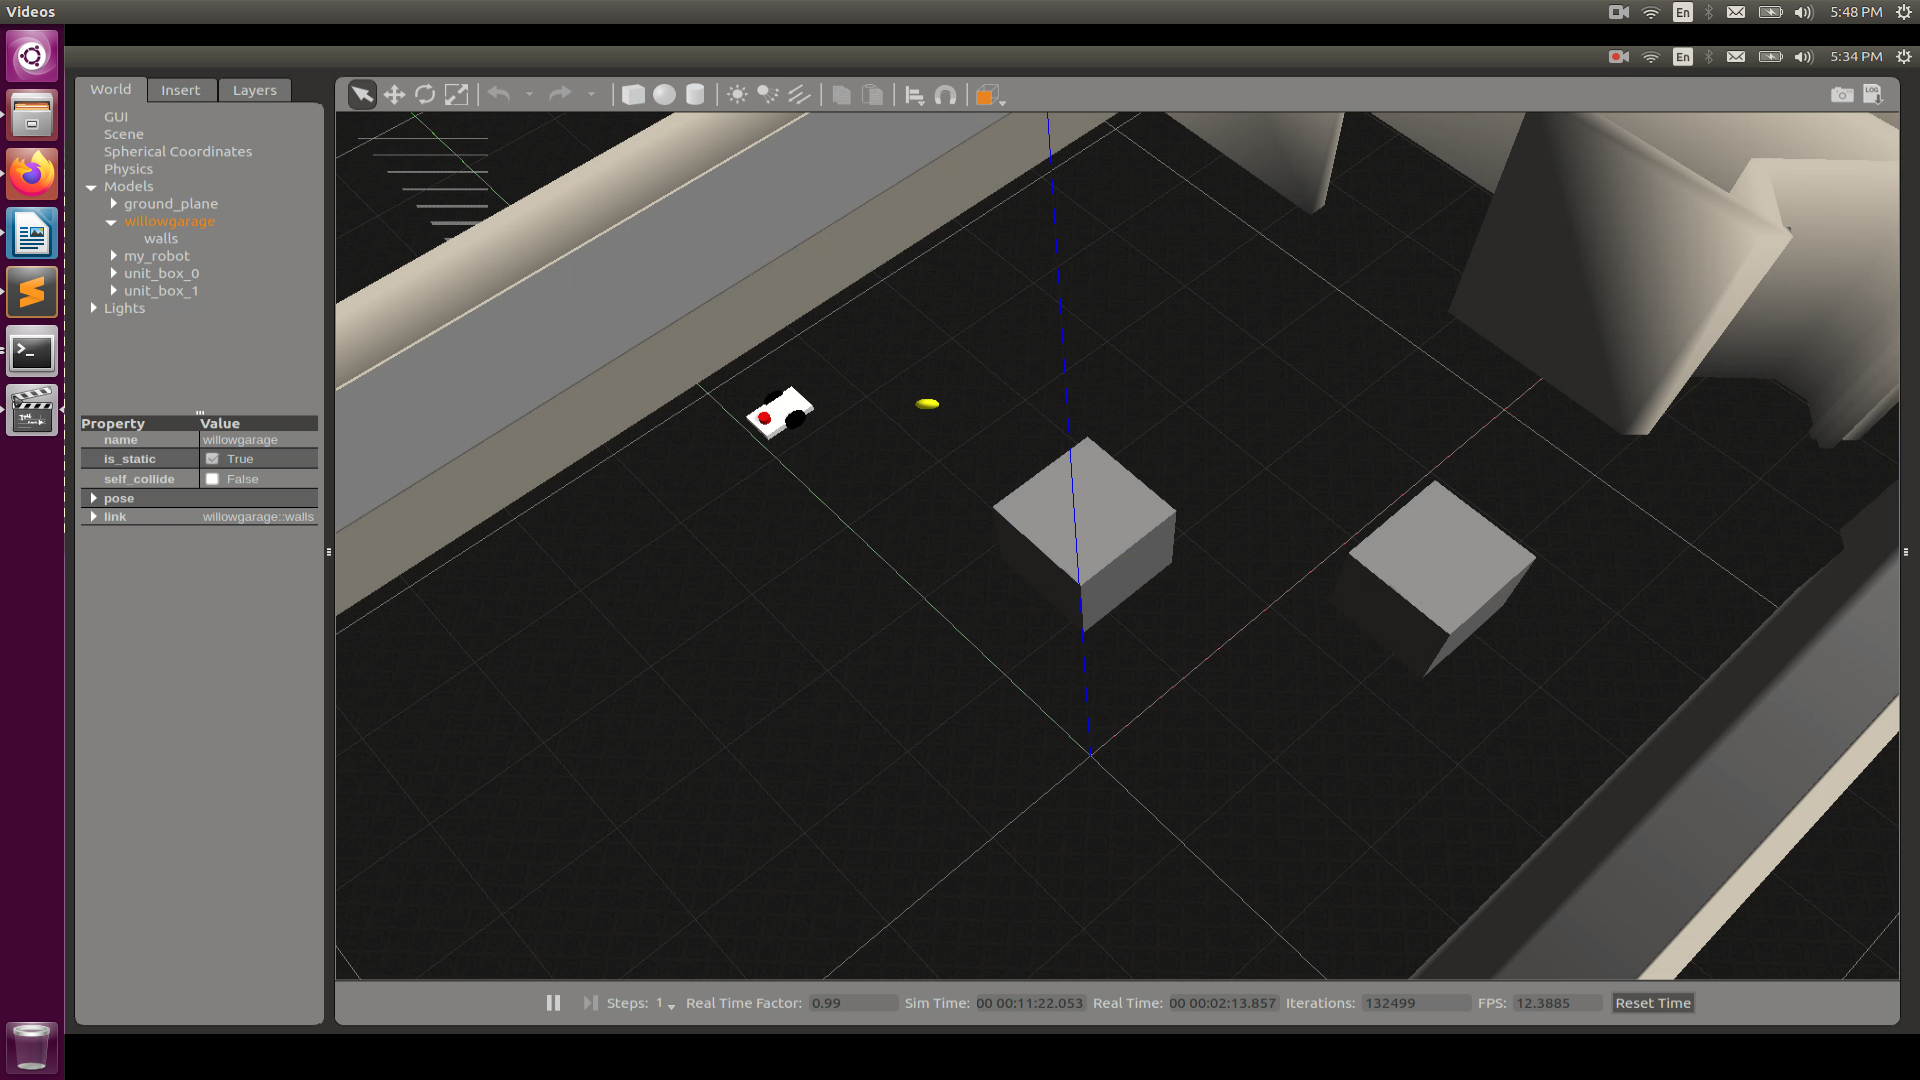 Videos
En
5:48 PM
En
5:34 PM
World
Insert
Layers
LOG
GUI
Scene
Spherical Coordinates
Physics
Models
ground_plane
willowgarage
walls
my_robot
unit_box_0
unit_box_1
Lights
Property Value
name willowgarage
is_static True
self_collide False
pose
link willowgarage::walls
Steps: 1 Real Time Factor: 0.99 Sim Time: 00 00:11:22.053 Real Time: 00 00:02:13.857 Iterations: 132499 FPS: 12.3885 Reset Time